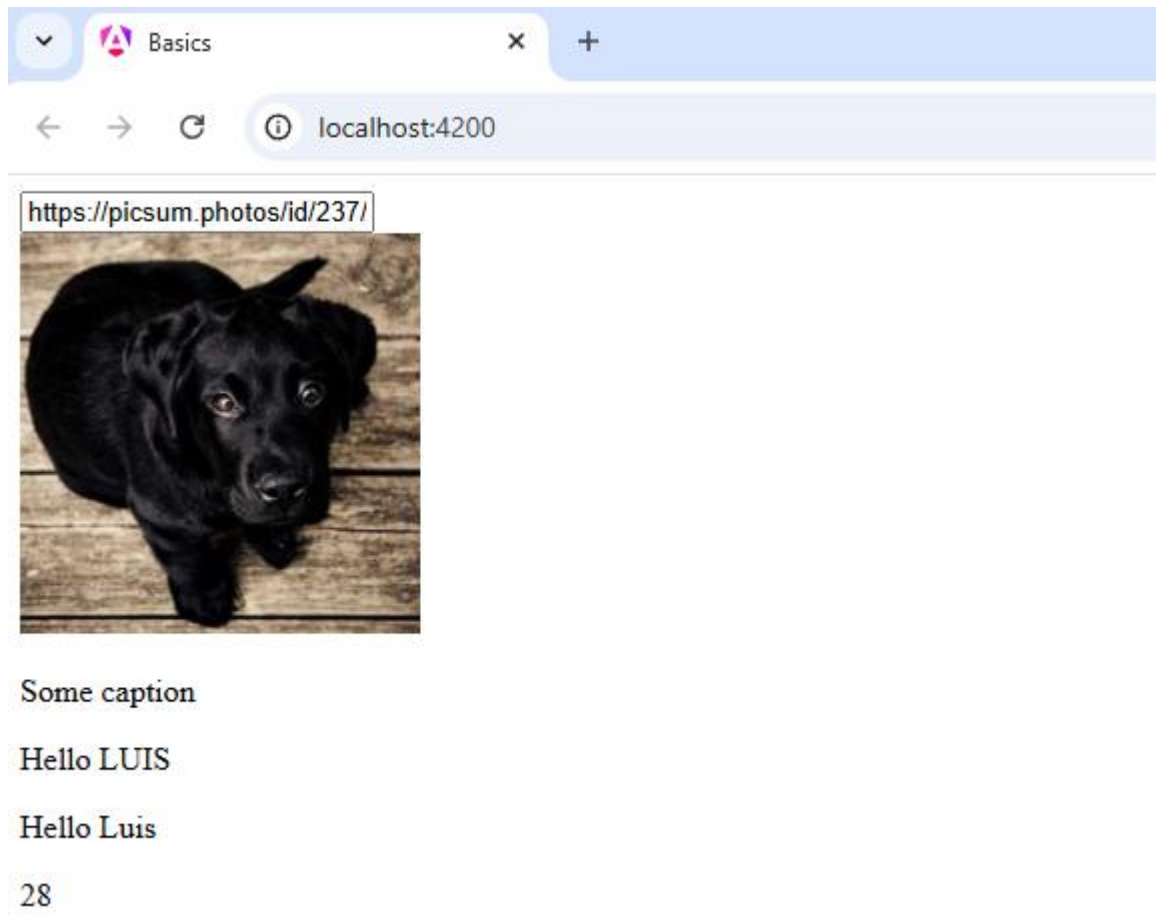 Basics
localhost:4200
https://picsum.photos/id/237/
Some caption
Hello LUIS
Hello Luis
28